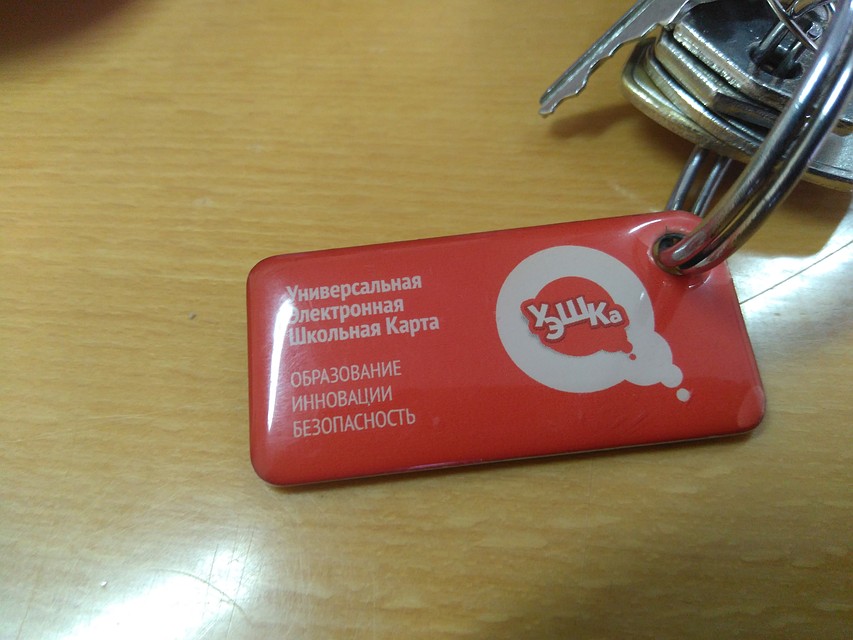 Универсальная
Электронная
Школьная Карта
ОБРАЗОВАНИЕ
ИННОВАЦИИ
БЕЗОПАСНОСТЬ
УЭШКа